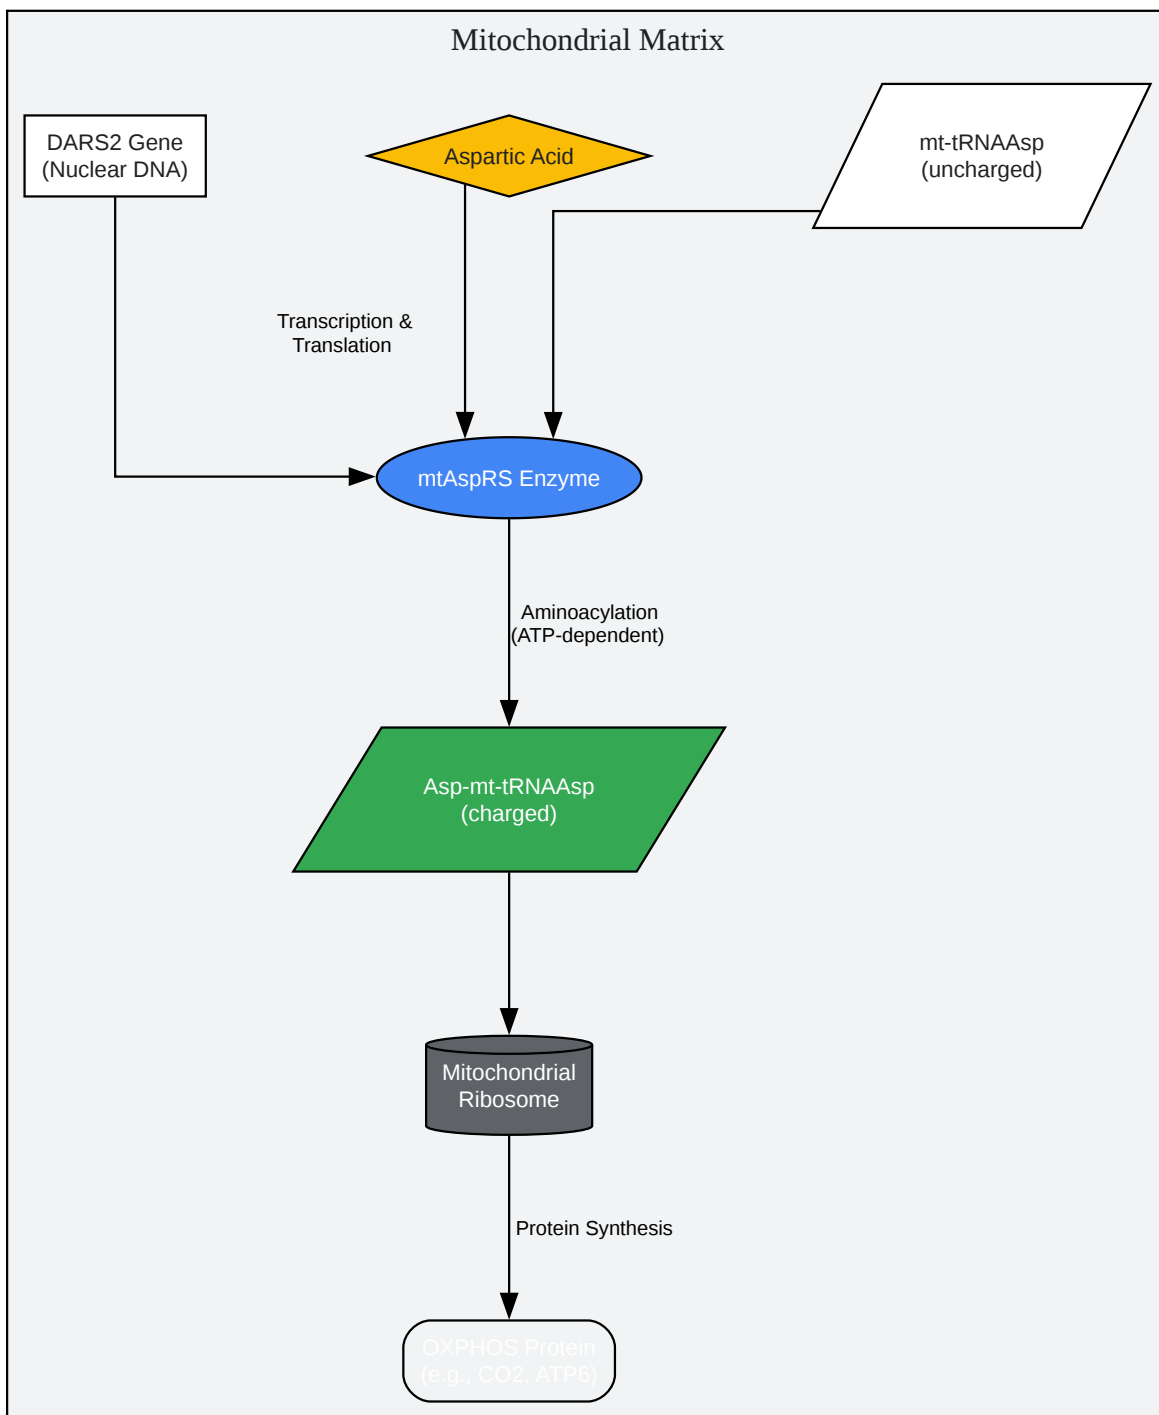 Mitochondrial Matrix
DARS2 Gene
(Nuclear DNA)
Aspartic Acid
mt-tRNAAsp
(uncharged)
Transcription &
Translation
mtAspRS Enzyme
Aminoacylation
(ATP-dependent)
Asp-mt-tRNAAsp
(charged)
Mitochondrial
Ribosome
Protein Synthesis
OXPHOS Protein
(e.g., CO2, ATP6)